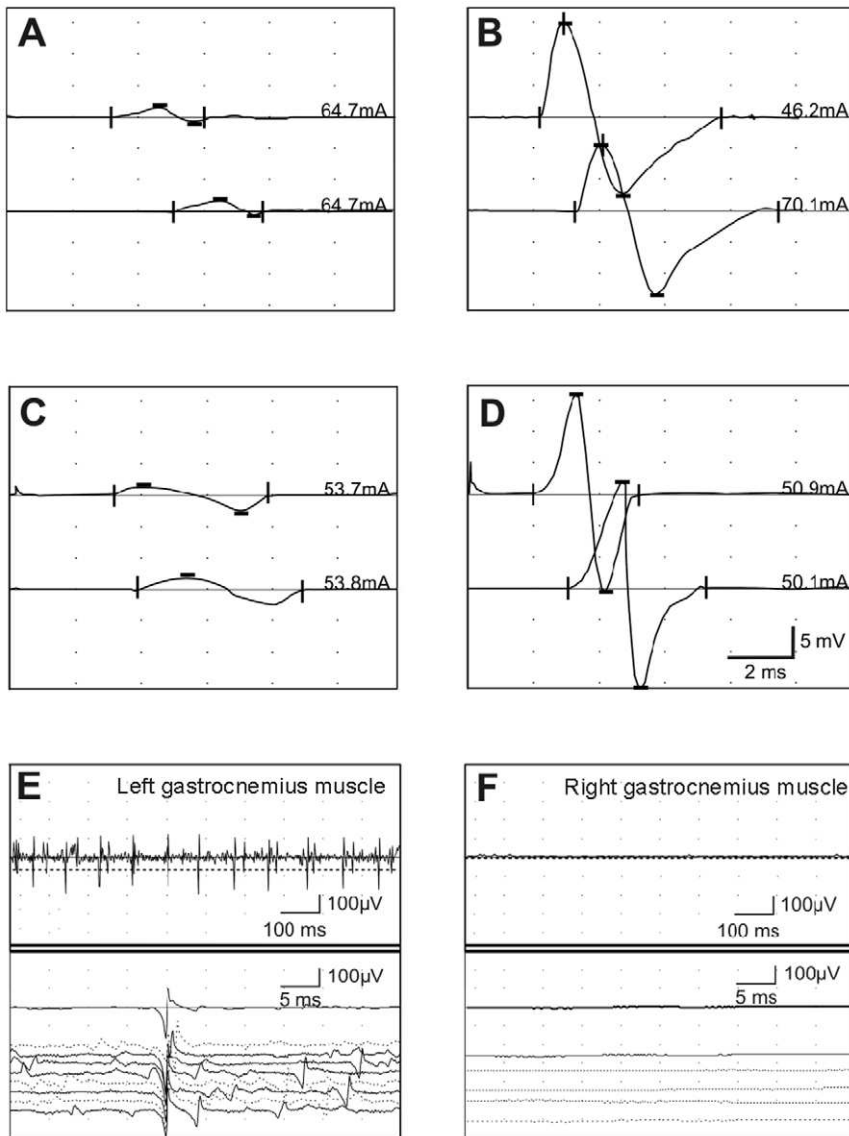 A
64.7mA
64.7mA
B
46.2mA
70.1mA
C
53.7mA
53.8mA
D
50.9mA
50.1mA
5 mV
2 ms
E
Left gastrocnemius muscle
100µV
100 ms
100µV
5 ms
F
Right gastrocnemius muscle
100µV
100 ms
100µV
5 ms